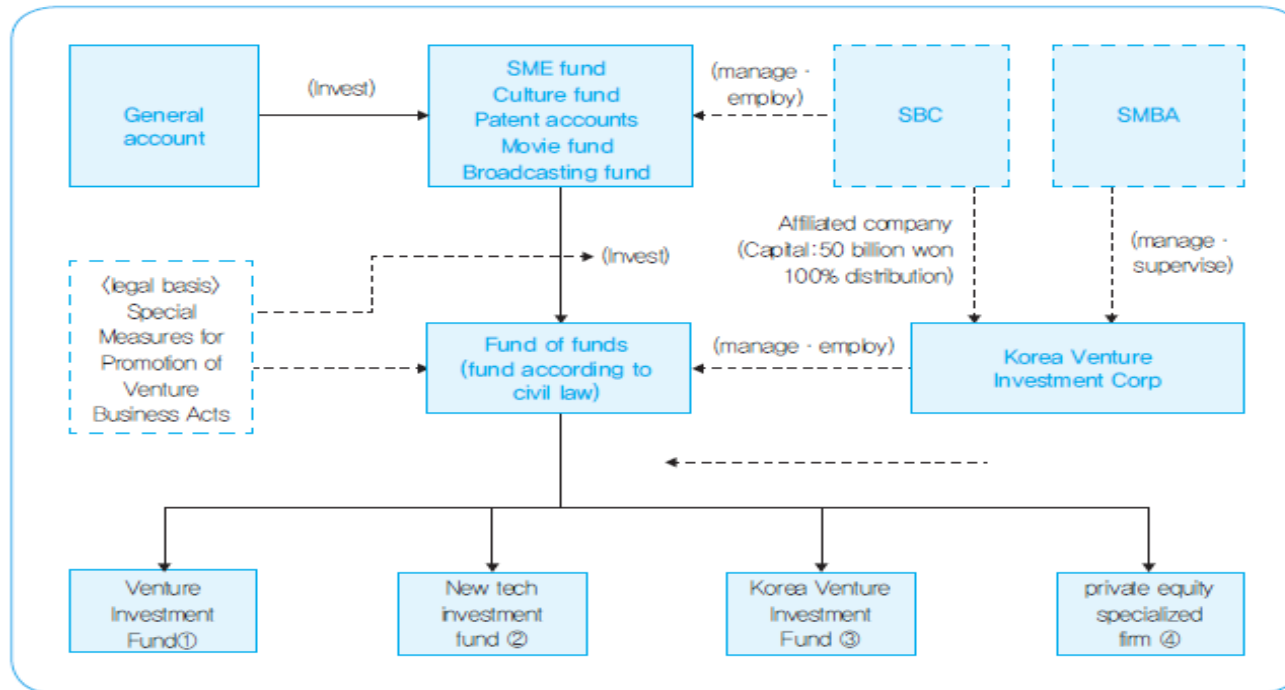 General
account
(Invest)
SME fund
Culture fund
Patent accounts
Movie fund
Broadcasting fund
(manage ·
employ)
SBC
SMBA
Affiliated company
(Capital:50 billion won
100% distribution)
(manage ·
supervise)
(Invest)
〈legal basis〉
Special
Measures for
Promotion of
Venture
Business Acts
Fund of funds
(fund according to
civil law)
(manage · employ)
Korea Venture
Investment Corp
Venture
Investment
Fund①
New tech
investment
fund ②
Korea Venture
Investment
Fund ③
private equity
specialized
firm ④